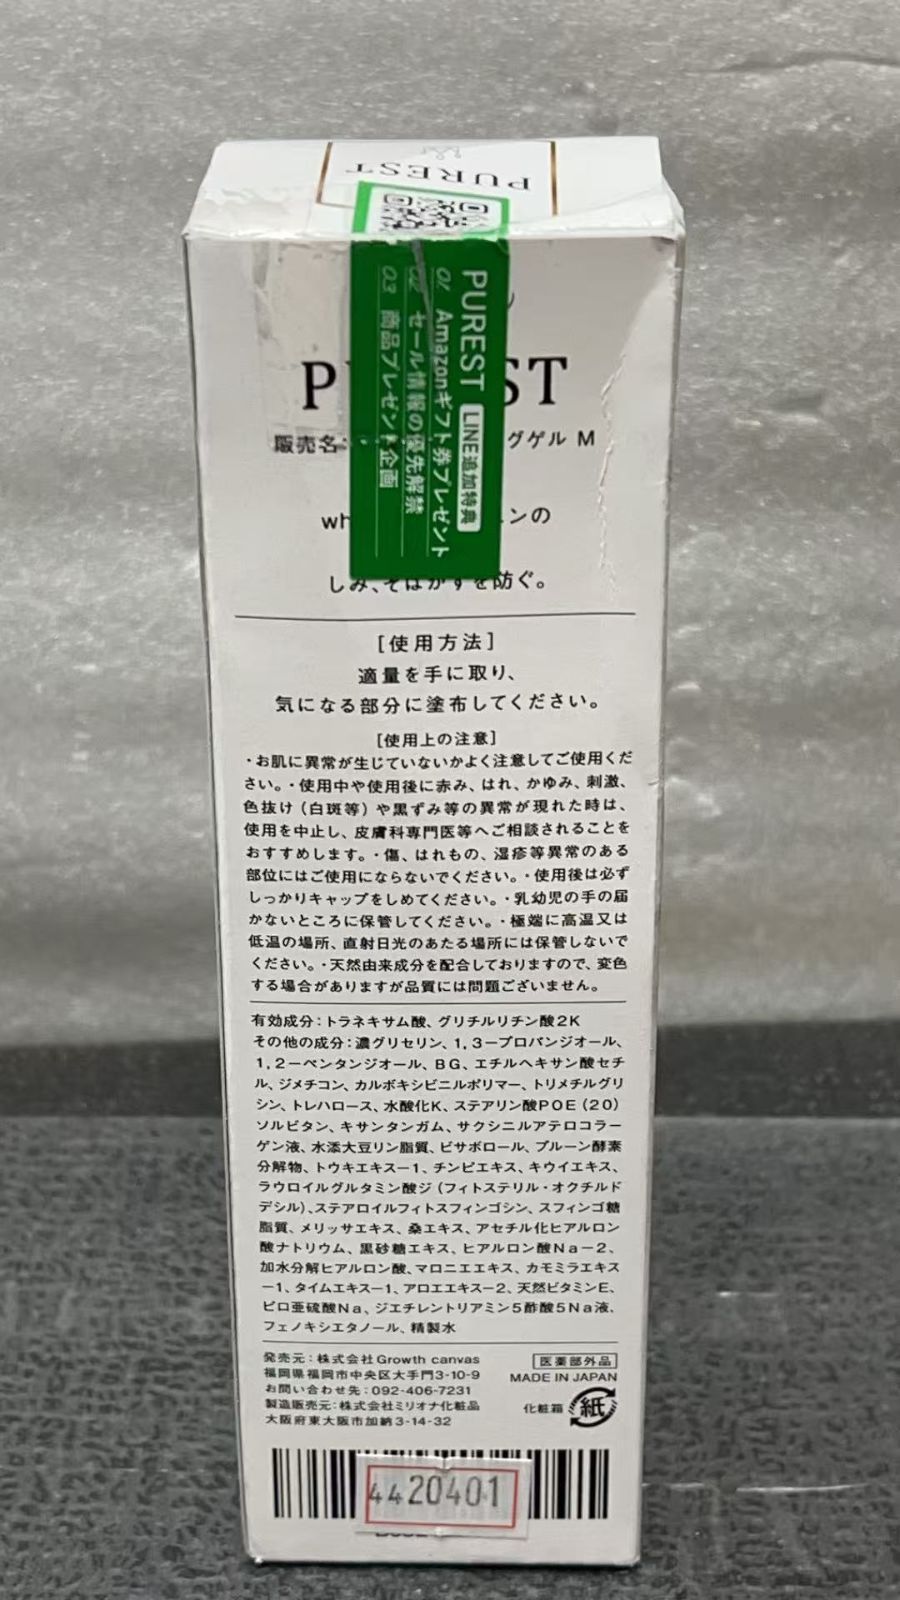 PUREST
PUREST
LINE追加特典
01 Amazonギフト券プレゼント
02 セール情報の優先解禁
03 商品プレゼント企画
販売名
グゲル M
wh
ンの
しみ、そばかすを防ぐ。
[使用方法]
適量を手に取り、
気になる部分に塗布してください。
[使用上の注意]
・お肌に異常が生じていないかよく注意してご使用くだ
さい。・使用中や使用後に赤み、はれ、かゆみ、刺激、
色抜け（白斑等）や黒ずみ等の異常が現れた時は、
使用を中止し、皮膚科専門医等へご相談されることを
おすすめします。・傷、はれもの、湿疹等異常のある
部位にはご使用にならないでください。・使用後は必ず
しっかりキャップをしめてください。・乳幼児の手の届
かないところに保管してください。・極端に高温又は
低温の場所、直射日光のあたる場所には保管しないで
ください。・天然由来成分を配合しておりますので、変色
する場合がありますが品質には問題ございません。
有効成分：トラネキサム酸、グリチルリチン酸2K
その他の成分：濃グリセリン、1,3－プロパンジオール、
1,2－ペンタンジオール、BG、エチルヘキサン酸セチ
ル、ジメチコン、カルボキシビニルポリマー、トリメチルグリ
シン、トレハロース、水酸化K、ステアリン酸POE（20）
ソルビタン、キサンタンガム、サクシニルアテロコラー
ゲン液、水添大豆リン脂質、ビサボロール、プルーン酵素
分解物、トウキエキス－1、チンピエキス、キウイエキス、
ラウロイルグルタミン酸ジ（フィトステリル・オクチルド
デシル）、ステアロイルフィトスフィンゴシン、スフィンゴ糖
脂質、メリッサエキス、桑エキス、アセチル化ヒアルロン
酸ナトリウム、黒砂糖エキス、ヒアルロン酸Na－2、
加水分解ヒアルロン酸、マロニエエキス、カモミラエキス
－1、タイムエキス－1、アロエエキス－2、天然ビタミンE、
ピロ亜硫酸Na、ジエチレントリアミン5酢酸5Na液、
フェノキシエタノール、精製水
発売元：株式会社Growth canvas
福岡県福岡市中央区大手門3-10-9
お問い合わせ先：092-406-7231
製造販売元：株式会社ミリオナ化粧品
大阪府東大阪市加納3-14-32
医薬部外品
MADE IN JAPAN
化粧箱 紙
4420401